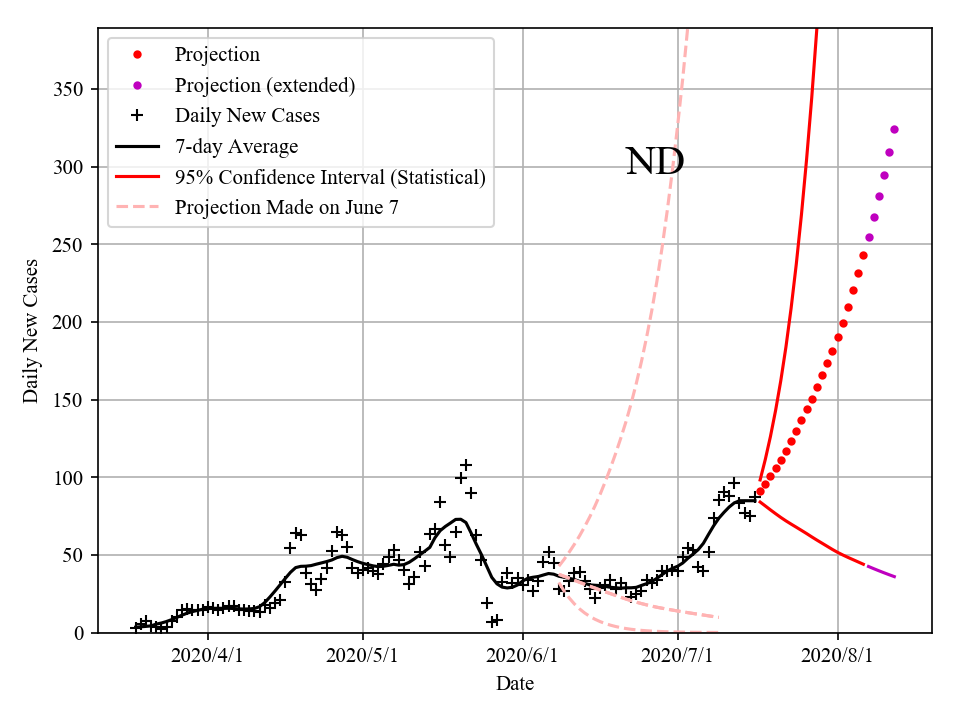 Projection
Projection (extended)
Daily New Cases
7-day Average
95% Confidence Interval (Statistical)
Projection Made on June 7
ND
350
300
250
200
150
100
50
0
Daily New Cases
2020/4/1 2020/5/1 2020/6/1 2020/7/1 2020/8/1
Date